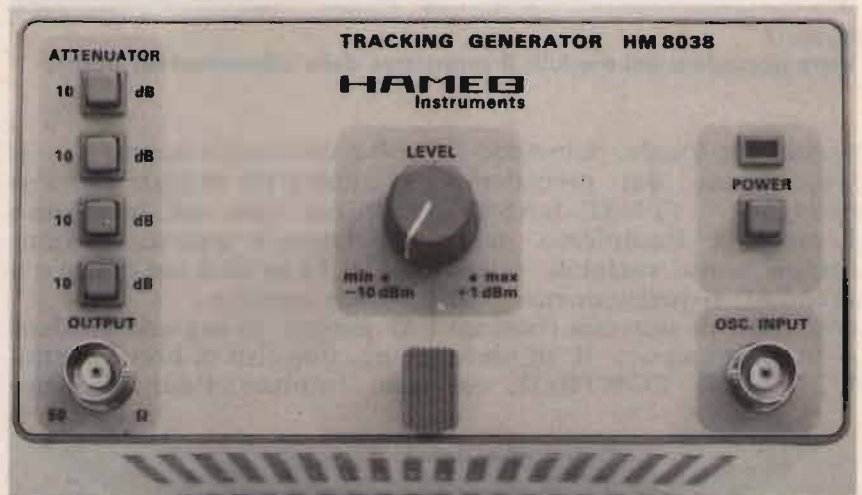 TRACKING GENERATOR HM 8038
HAMEG
Instruments
ATTENUATOR
10 dB
10 dB
10 dB
10 dB
OUTPUT
50 Ω
LEVEL
min
-10 dBm
max
+1 dBm
POWER
OSC. INPUT